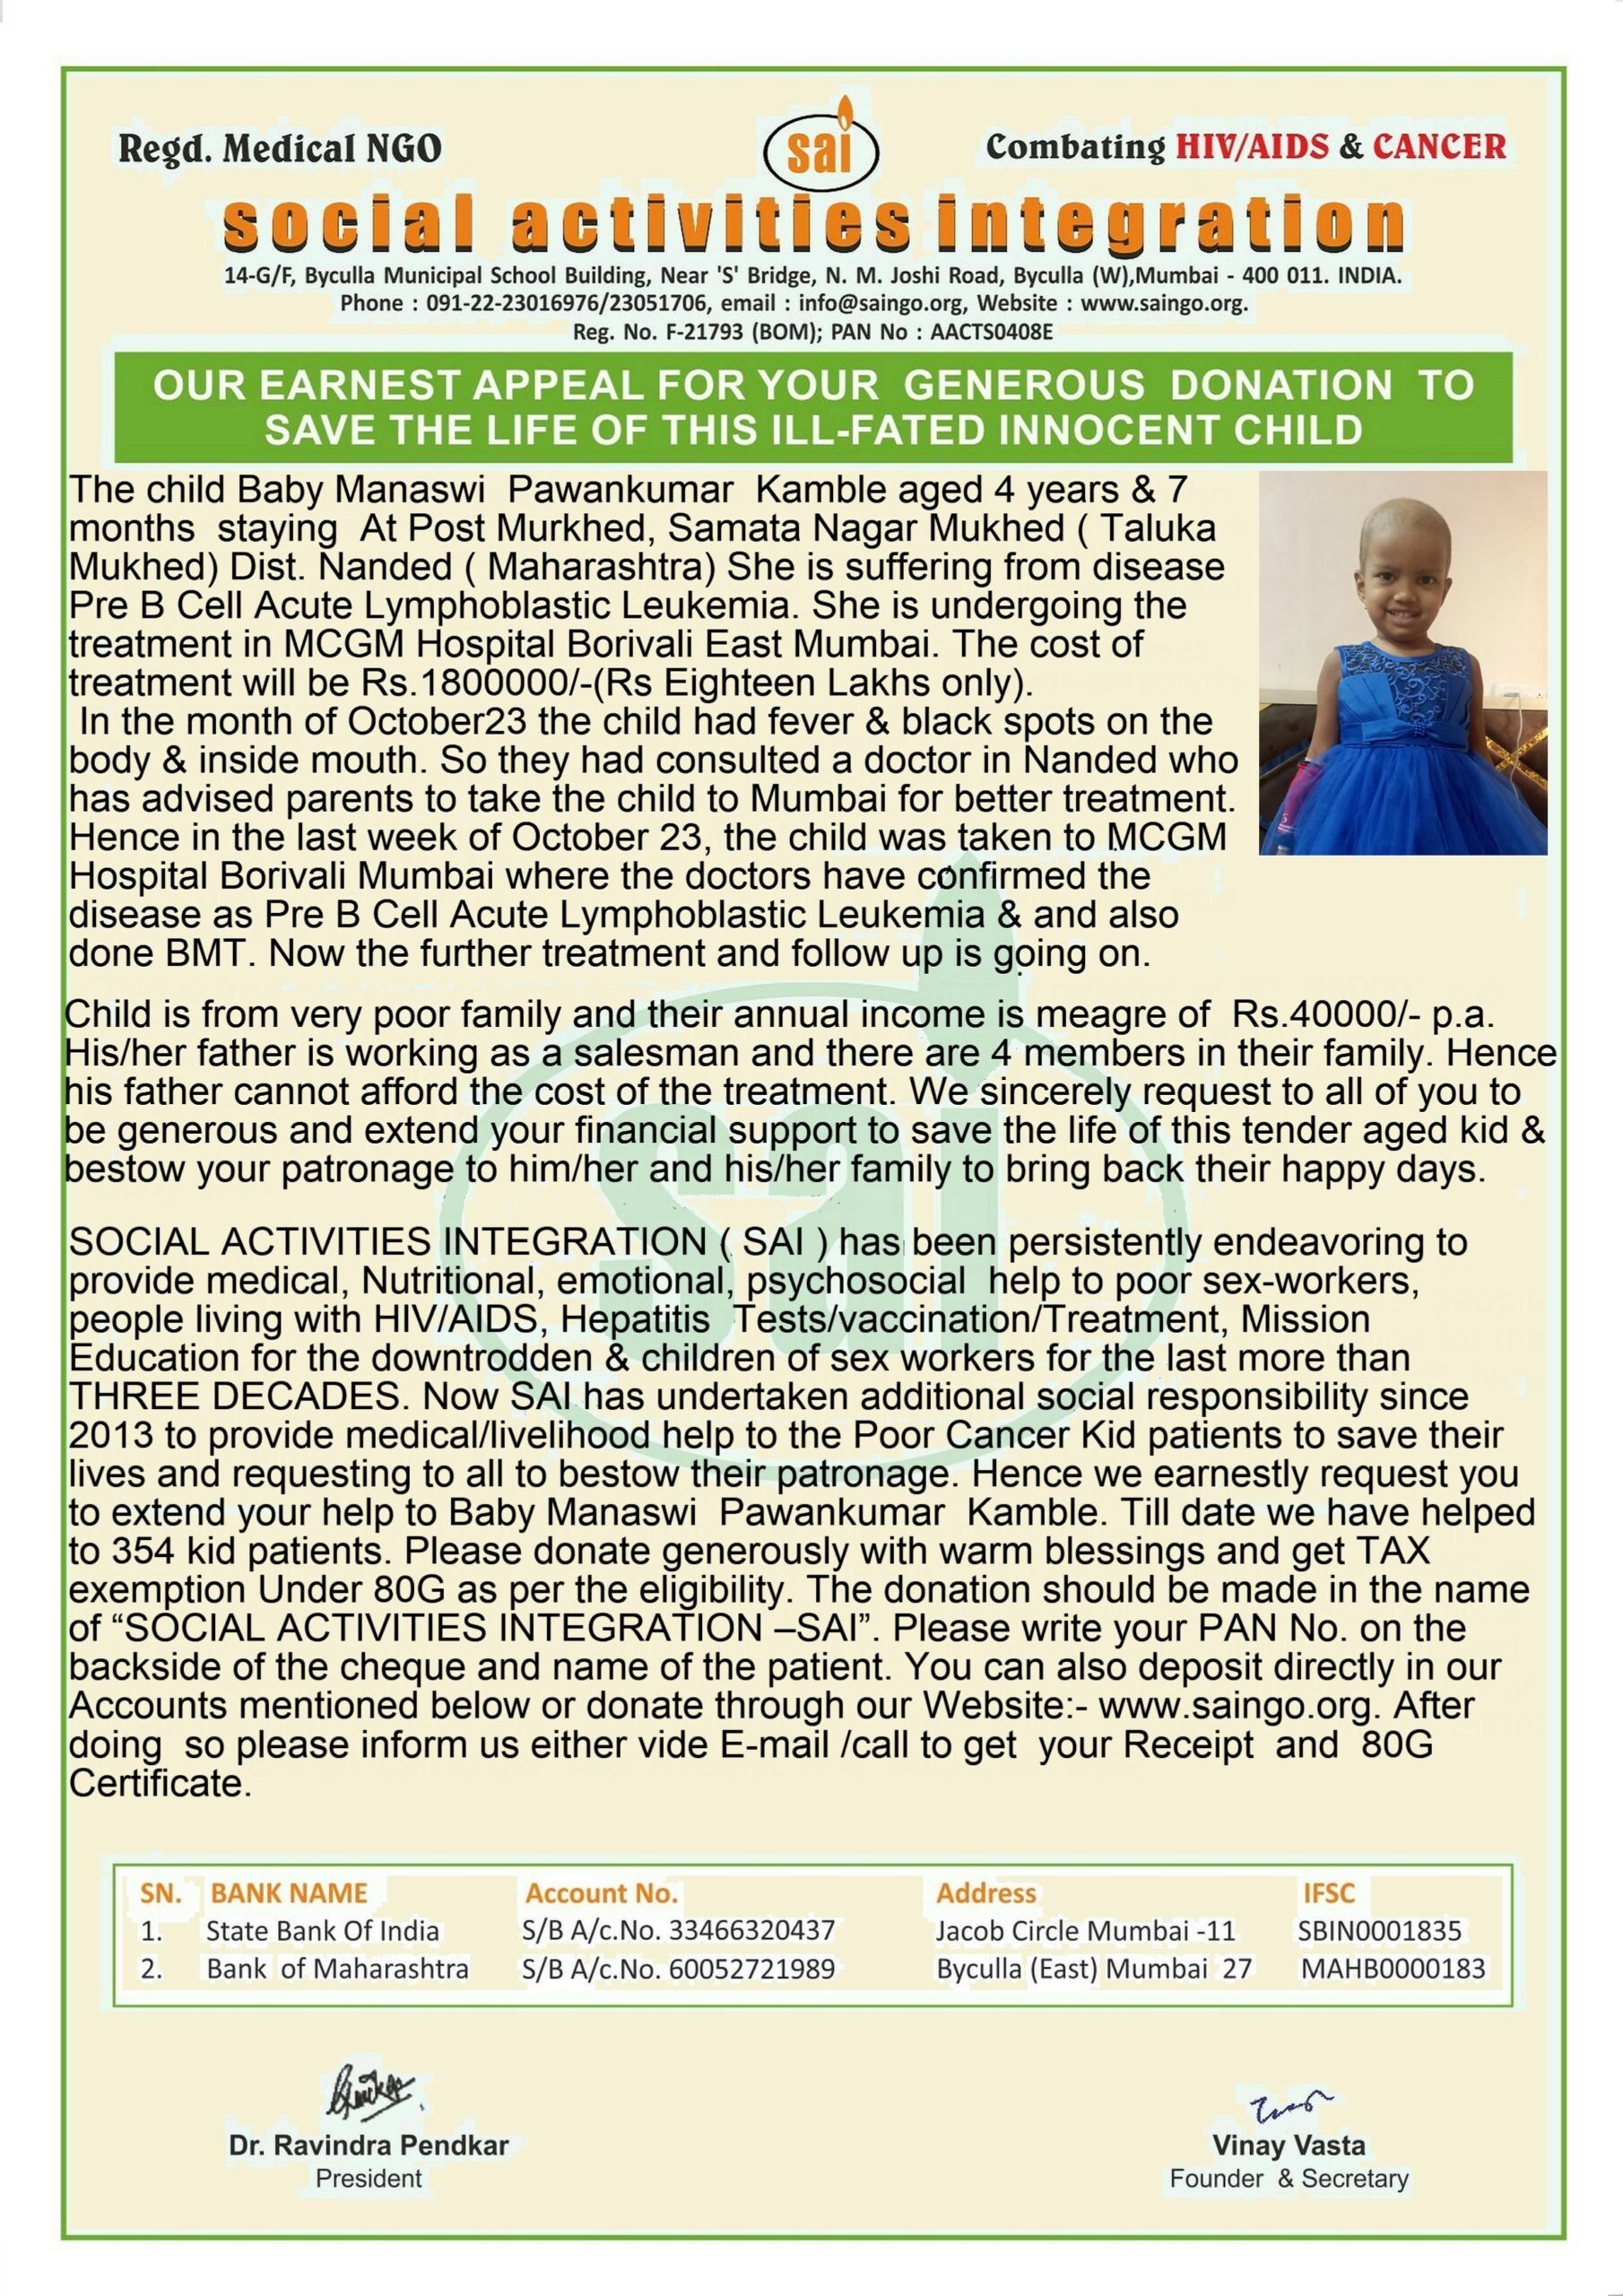 Regd. Medical NGO
sai
Combating HIV/AIDS & CANCER
social activities integration
14-G/F, Byculla Municipal School Building, Near 'S' Bridge, N. M. Joshi Road, Byculla (W),Mumbai - 400 011. INDIA.
Phone : 091-22-23016976/23051706, email : info@saingo.org, Website : www.saingo.org.
Reg. No. F-21793 (BOM); PAN No : AACTS0408E
OUR EARNEST APPEAL FOR YOUR GENEROUS DONATION TO
SAVE THE LIFE OF THIS ILL-FATED INNOCENT CHILD
The child Baby Manaswi Pawankumar Kamble aged 4 years & 7
months staying At Post Murkhed, Samata Nagar Mukhed ( Taluka
Mukhed) Dist. Nanded ( Maharashtra) She is suffering from disease
Pre B Cell Acute Lymphoblastic Leukemia. She is undergoing the
treatment in MCGM Hospital Borivali East Mumbai. The cost of
treatment will be Rs.1800000/-(Rs Eighteen Lakhs only).
In the month of October23 the child had fever & black spots on the
body & inside mouth. So they had consulted a doctor in Nanded who
has advised parents to take the child to Mumbai for better treatment.
Hence in the last week of October 23, the child was taken to MCGM
Hospital Borivali Mumbai where the doctors have confirmed the
disease as Pre B Cell Acute Lymphoblastic Leukemia & and also
done BMT. Now the further treatment and follow up is going on.
Child is from very poor family and their annual income is meagre of Rs.40000/- p.a.
His/her father is working as a salesman and there are 4 members in their family. Hence
his father cannot afford the cost of the treatment. We sincerely request to all of you to
be generous and extend your financial support to save the life of this tender aged kid &
bestow your patronage to him/her and his/her family to bring back their happy days.
sai
SOCIAL ACTIVITIES INTEGRATION ( SAI ) has been persistently endeavoring to
provide medical, Nutritional, emotional, psychosocial help to poor sex-workers,
people living with HIV/AIDS, Hepatitis Tests/vaccination/Treatment, Mission
Education for the downtrodden & children of sex workers for the last more than
THREE DECADES. Now SAI has undertaken additional social responsibility since
2013 to provide medical/livelihood help to the Poor Cancer Kid patients to save their
lives and requesting to all to bestow their patronage. Hence we earnestly request you
to extend your help to Baby Manaswi Pawankumar Kamble. Till date we have helped
to 354 kid patients. Please donate generously with warm blessings and get TAX
exemption Under 80G as per the eligibility. The donation should be made in the name
of “SOCIAL ACTIVITIES INTEGRATION –SAI”. Please write your PAN No. on the
backside of the cheque and name of the patient. You can also deposit directly in our
Accounts mentioned below or donate through our Website:- www.saingo.org. After
doing so please inform us either vide E-mail /call to get your Receipt and 80G
Certificate.
SN. BANK NAME Account No. Address IFSC
1. State Bank Of India S/B A/c.No. 33466320437 Jacob Circle Mumbai -11 SBIN0001835
2. Bank of Maharashtra S/B A/c.No. 60052721989 Byculla (East) Mumbai 27 MAHB0000183
Dr. Ravindra Pendkar
President
Vinay Vasta
Founder & Secretary